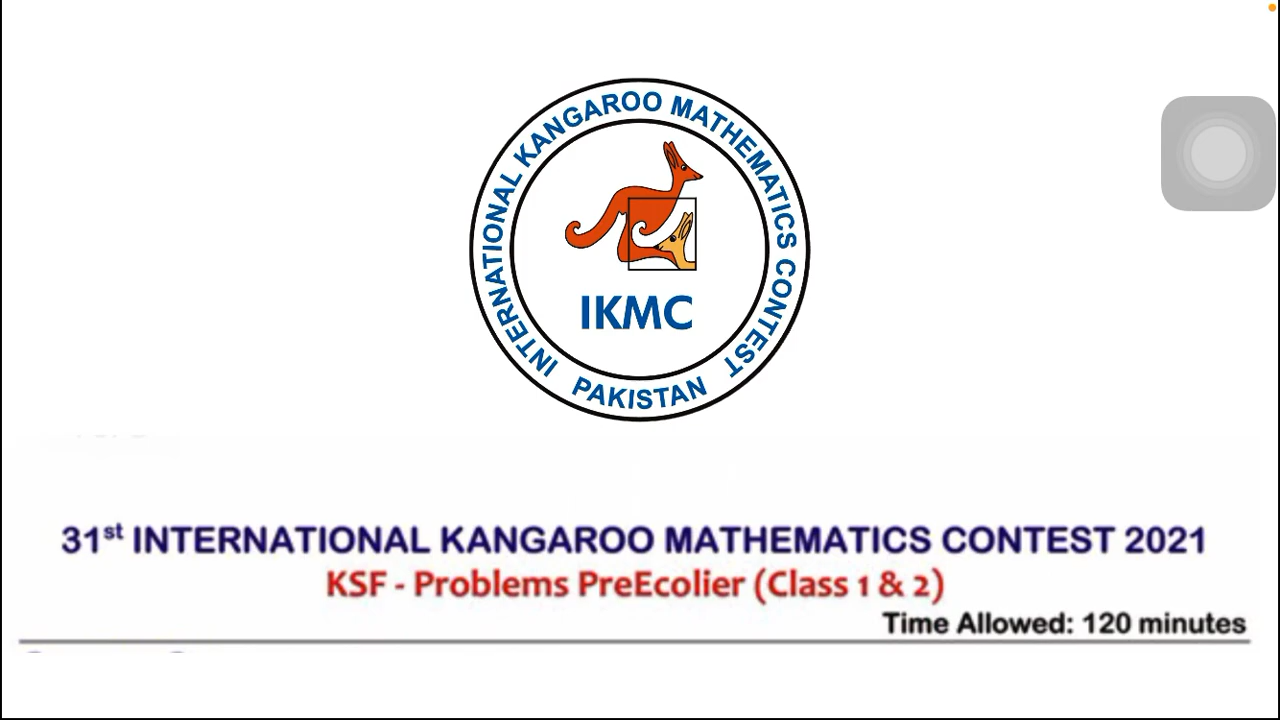 INTERNATIONAL KANGAROO MATHEMATICS CONTEST
PAKISTAN
IKMC
31st INTERNATIONAL KANGAROO MATHEMATICS CONTEST 2021
KSF - Problems PreEcolier (Class 1 & 2)
Time Allowed: 120 minutes